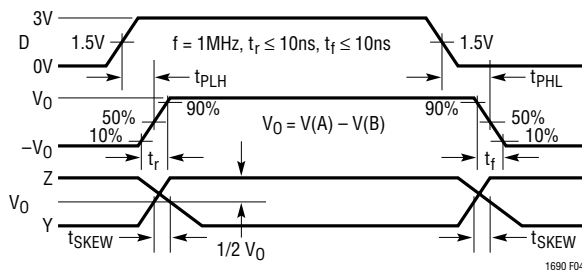 3V
D
1.5V
f = 1MHz, tr ≤ 10ns, tf ≤ 10ns
1.5V
0V
tPLH
tPHL
VO
90%
90%
50%
VO = V(A) – V(B)
50%
10%
10%
–VO
tr
tf
Z
VO
Y
tSKEW
1/2 VO
tSKEW
1690 F04